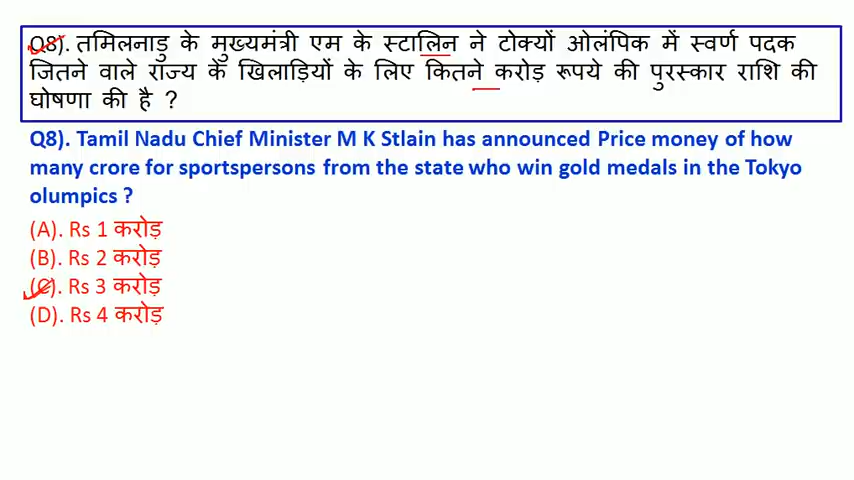 Q8). तमिलनाडु के मुख्यमंत्री एम के स्टालिन ने टोक्यों ओलंपिक में स्वर्ण पदक
जितने वाले राज्य के खिलाड़ियों के लिए कितने करोड़ रूपये की पुरस्कार राशि की
घोषणा की है ?
Q8). Tamil Nadu Chief Minister M K Stlain has announced Price money of how
many crore for sportspersons from the state who win gold medals in the Tokyo
olumpics ?
(A). Rs 1 करोड़
(B). Rs 2 करोड़
(C). Rs 3 करोड़
(D). Rs 4 करोड़